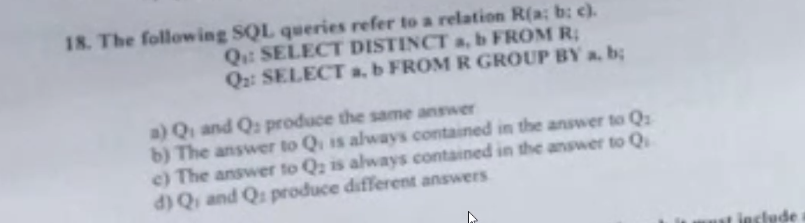 18. The following SQL queries refer to a relation R(a; b; c).
Q₁: SELECT DISTINCT a, b FROM R;
Q₂: SELECT a, b FROM R GROUP BY a, b;
a) Q₁ and Q₂ produce the same answer
b) The answer to Q₁ is always contained in the answer to Q₂
c) The answer to Q₂ is always contained in the answer to Q₁
d) Q₁ and Q₂ produce different answers
must include